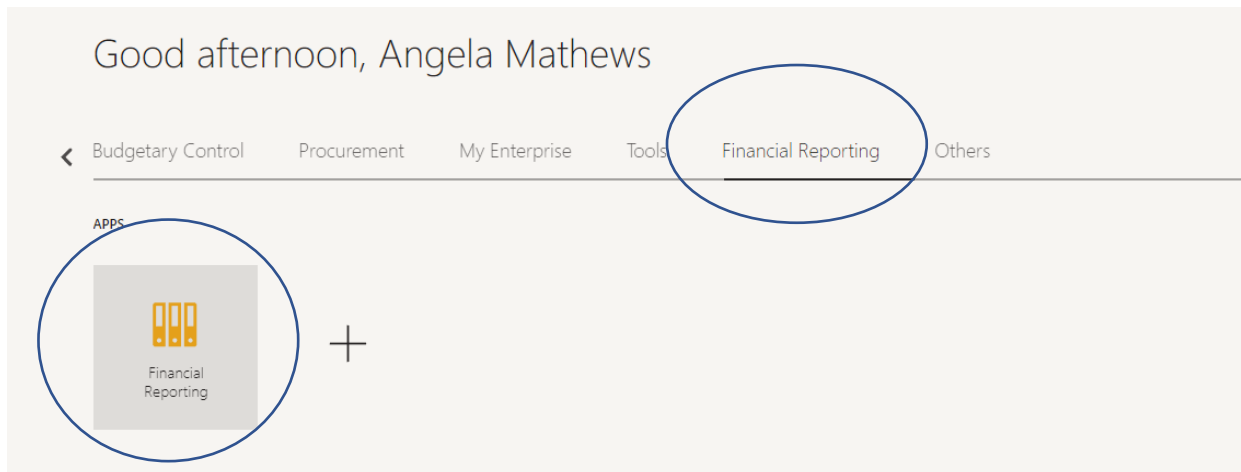 Good afternoon, Angela Mathews
Budgetary Control Procurement My Enterprise Tools Financial Reporting Others
APPS
Financial
Reporting